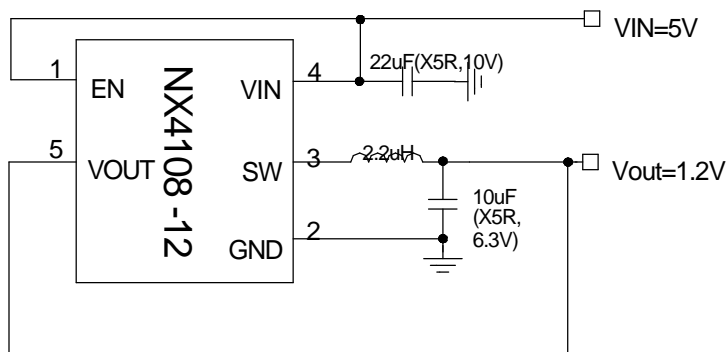 VIN=5V
1
EN
NX4108-12
VIN
4
22uF(X5R,10V)
5
VOUT
SW
3
2.2uH
Vout=1.2V
10uF
(X5R,
6.3V)
GND
2